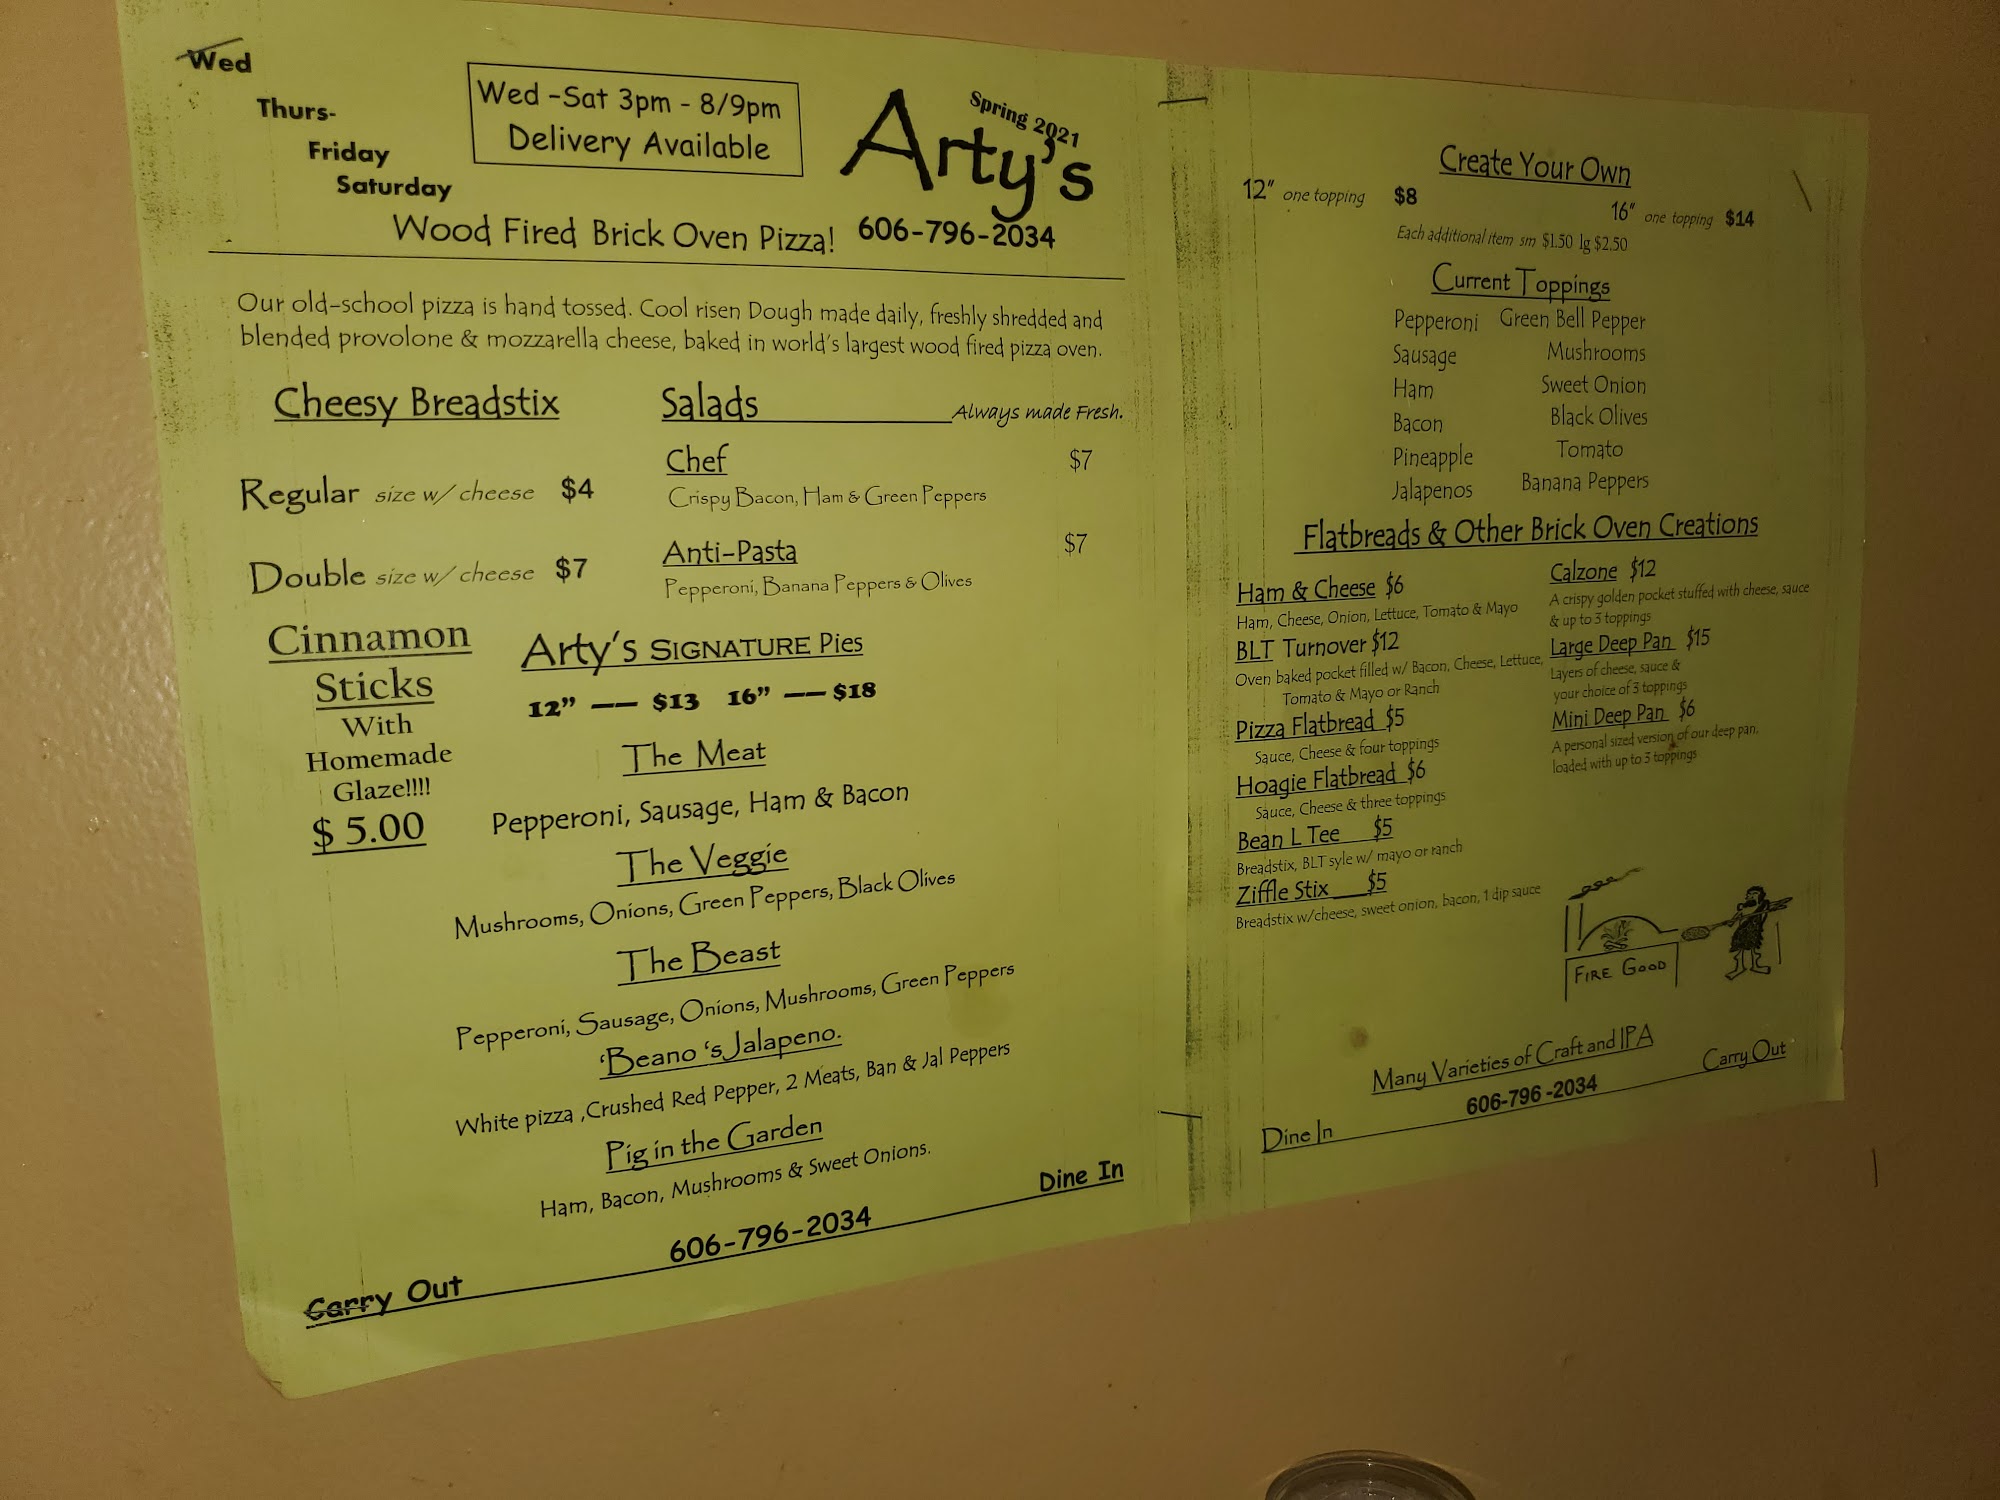 Wed
Thurs-
Friday
Saturday
Wed -Sat 3pm - 8/9pm
Delivery Available
Spring 2021
Arty's
Wood Fired Brick Oven Pizza! 606-796-2034
Our old-school pizza is hand tossed. Cool risen Dough made daily, freshly shredded and
blended provolone & mozzarella cheese, baked in world's largest wood fired pizza oven.
Cheesy Breadstix
Regular size w/ cheese $4
Double size w/ cheese $7
Salads Always made Fresh.
Chef $7
Crispy Bacon, Ham & Green Peppers
Anti-Pasta $7
Pepperoni, Banana Peppers & Olives
Cinnamon
Sticks
With
Homemade
Glaze!!!!
$ 5.00
Arty's SIGNATURE Pies
12" —— $13 16" —— $18
The Meat
Pepperoni, Sausage, Ham & Bacon
The Veggie
Mushrooms, Onions, Green Peppers, Black Olives
The Beast
Pepperoni, Sausage, Onions, Mushrooms, Green Peppers
'Beano 's Jalapeno.
White pizza ,Crushed Red Pepper, 2 Meats, Ban & Jal Peppers
Pig in the Garden
Ham, Bacon, Mushrooms & Sweet Onions.
Carry Out 606-796-2034 Dine In
Create Your Own
12" one topping $8
16" one topping $14
Each additional item sm $1.50 lg $2.50
Current Toppings
Pepperoni Green Bell Pepper
Sausage Mushrooms
Ham Sweet Onion
Bacon Black Olives
Pineapple Tomato
Jalapenos Banana Peppers
Flatbreads & Other Brick Oven Creations
Ham & Cheese $6
Ham, Cheese, Onion, Lettuce, Tomato & Mayo
BLT Turnover $12
Oven baked pocket filled w/ Bacon, Cheese, Lettuce,
Tomato & Mayo or Ranch
Pizza Flatbread $5
Sauce, Cheese & four toppings
Hoagie Flatbread $6
Sauce, Cheese & three toppings
Bean L Tee $5
Breadstix, BLT syle w/ mayo or ranch
Ziffle Stix $5
Breadstix w/cheese, sweet onion, bacon, 1 dip sauce
Calzone $12
A crispy golden pocket stuffed with cheese, sauce
& up to 3 toppings
Large Deep Pan $15
Layers of cheese, sauce &
your choice of 3 toppings
Mini Deep Pan $6
A personal sized version of our deep pan,
loaded with up to 3 toppings
FIRE GOOD
Many Varieties of Craft and IPA
Dine In 606-796 -2034 Carry Out